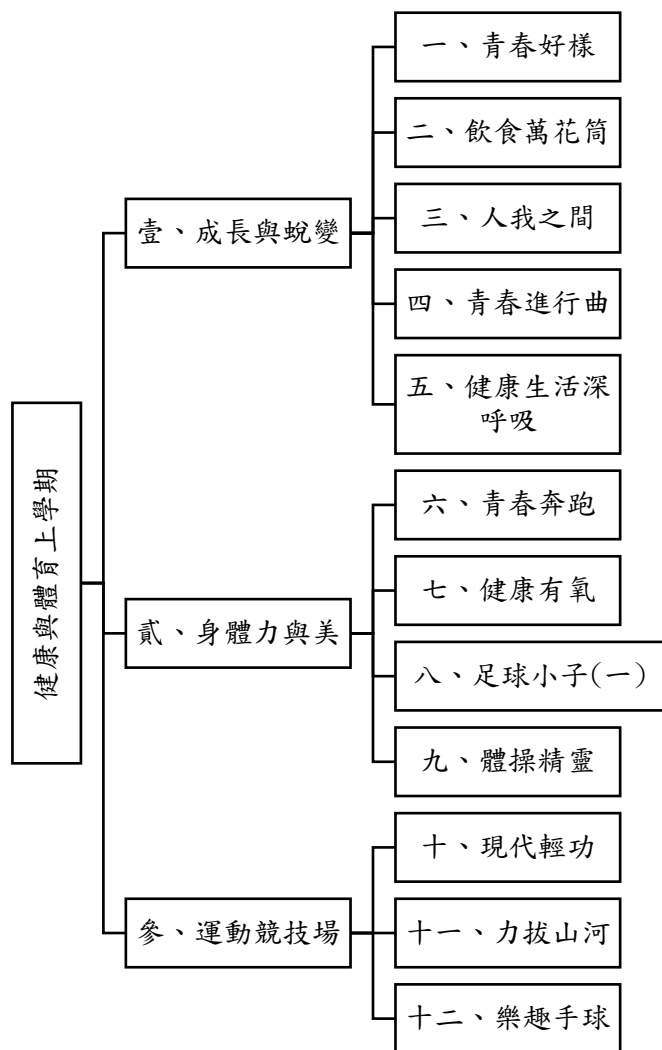 健康與體育上學期
壹、成長與蛻變
一、青春好樣
二、飲食萬花筒
三、人我之間
四、青春進行曲
五、健康生活深
呼吸
貳、身體力與美
六、青春奔跑
七、健康有氧
八、足球小子(一)
九、體操精靈
參、運動競技場
十、現代輕功
十一、力拔山河
十二、樂趣手球